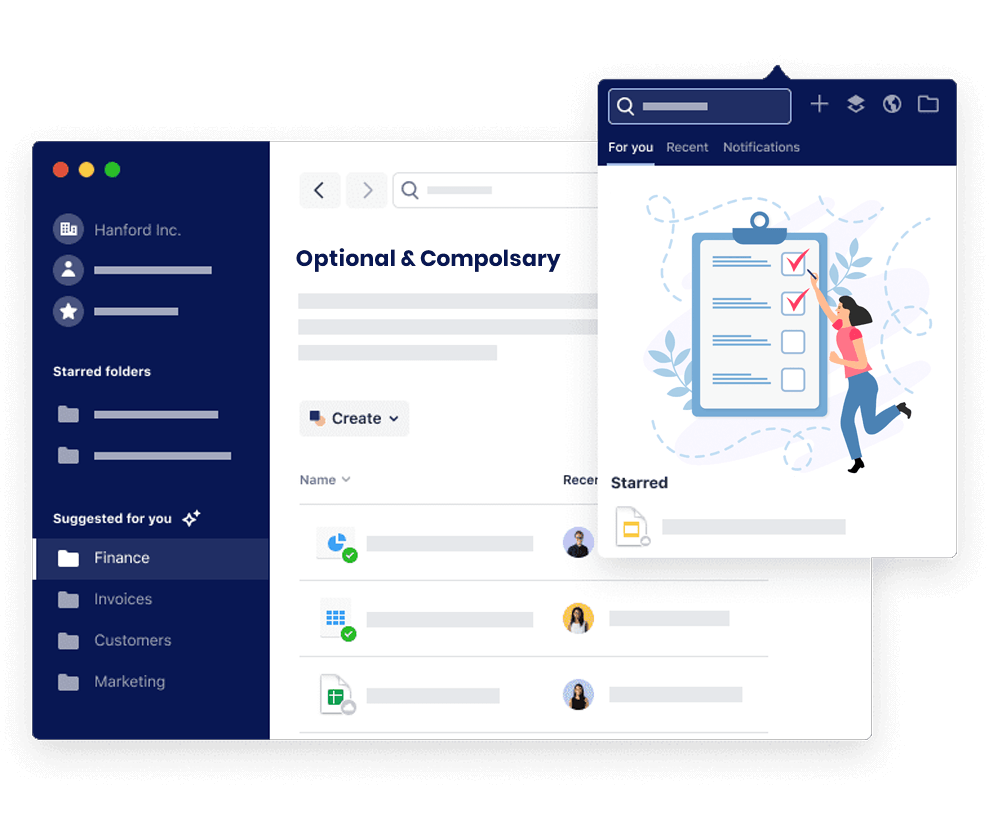 Hanford Inc.
Starred folders
Suggested for you
Finance
Invoices
Customers
Marketing
Optional & Compolsary
Create
Name
Recer
For you Recent Notifications
Starred